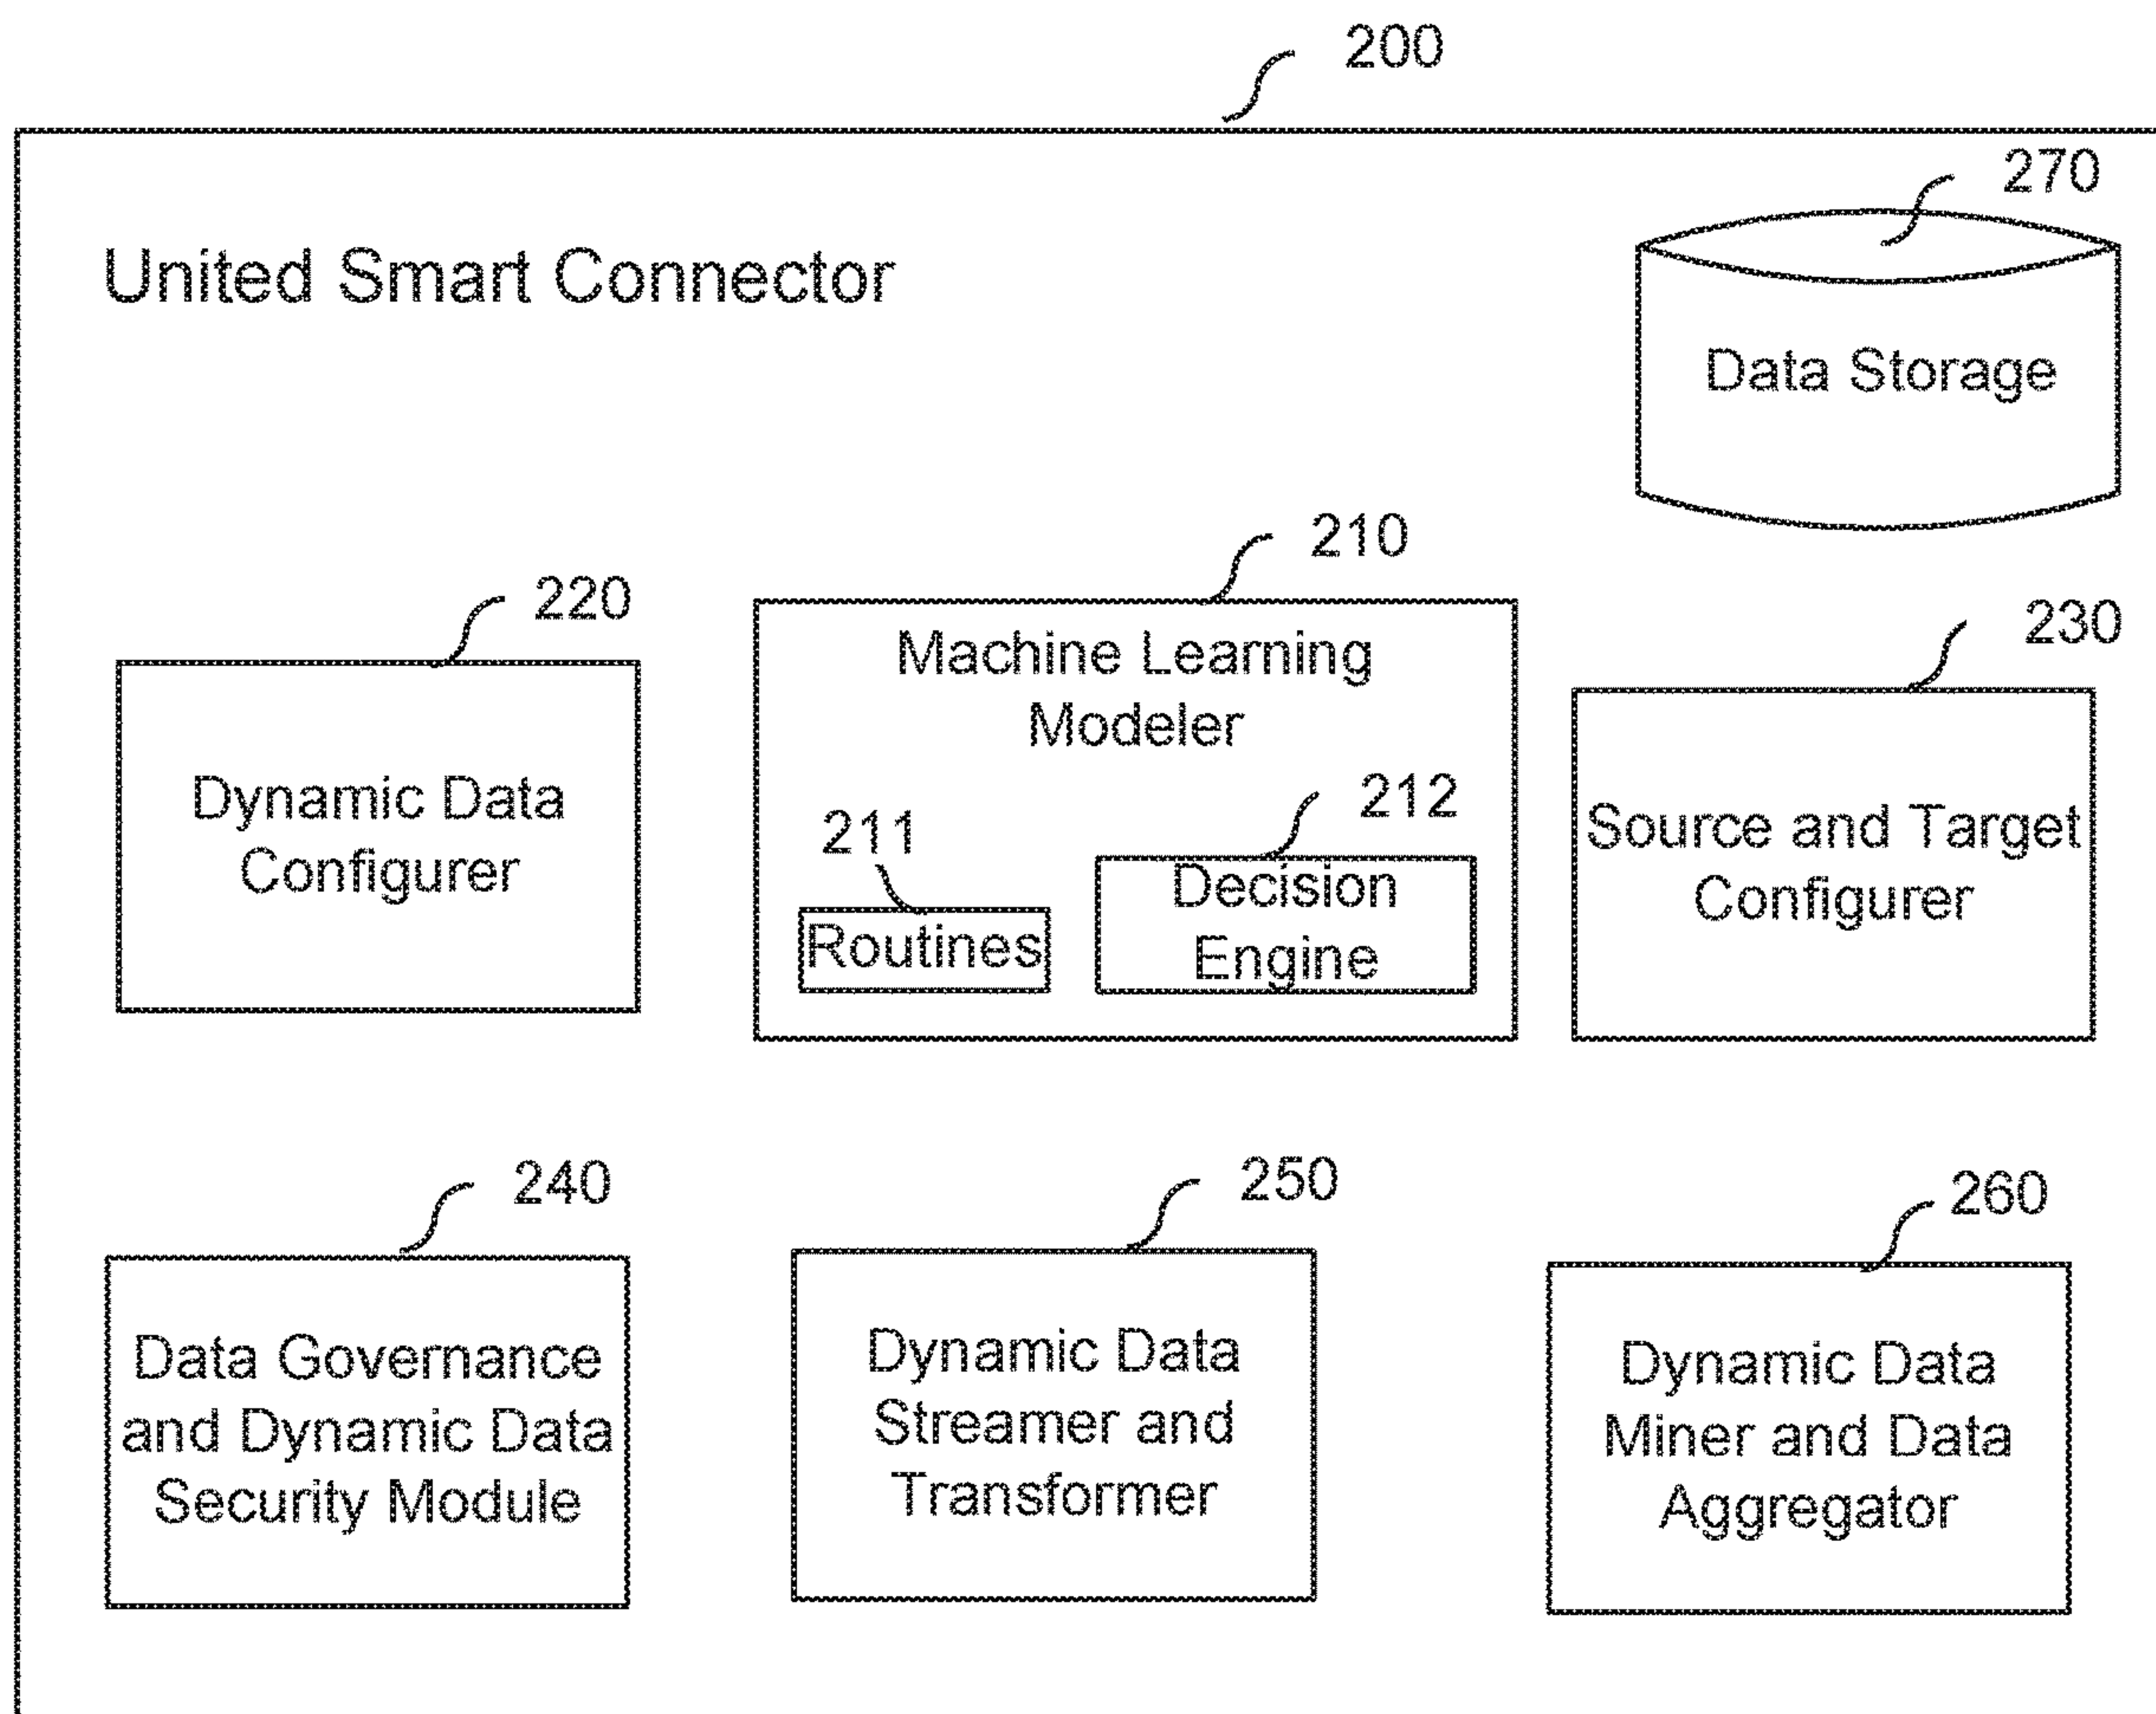 200
270
United Smart Connector
Data Storage
210
220
230
Machine Learning
Modeler
Dynamic Data
Configurer
212
211
Source and Target
Configurer
Decision
Engine
Routines
240
250
260
Data Governance
and Dynamic Data
Security Module
Dynamic Data
Streamer and
Transformer
Dynamic Data
Miner and Data
Aggregator